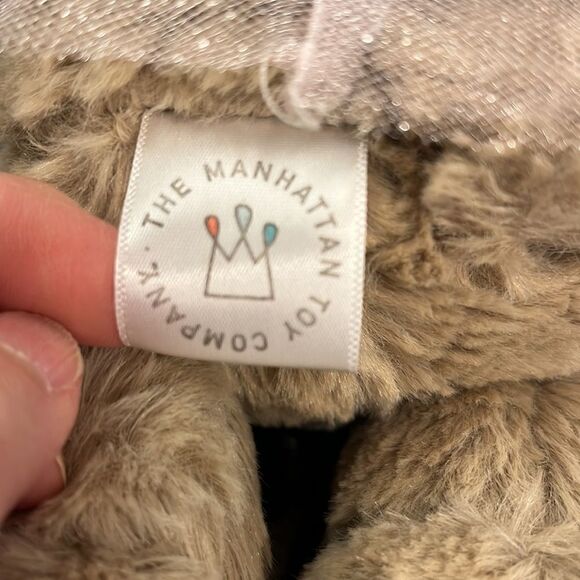 THE MANHATTAN TOY COMPANY.